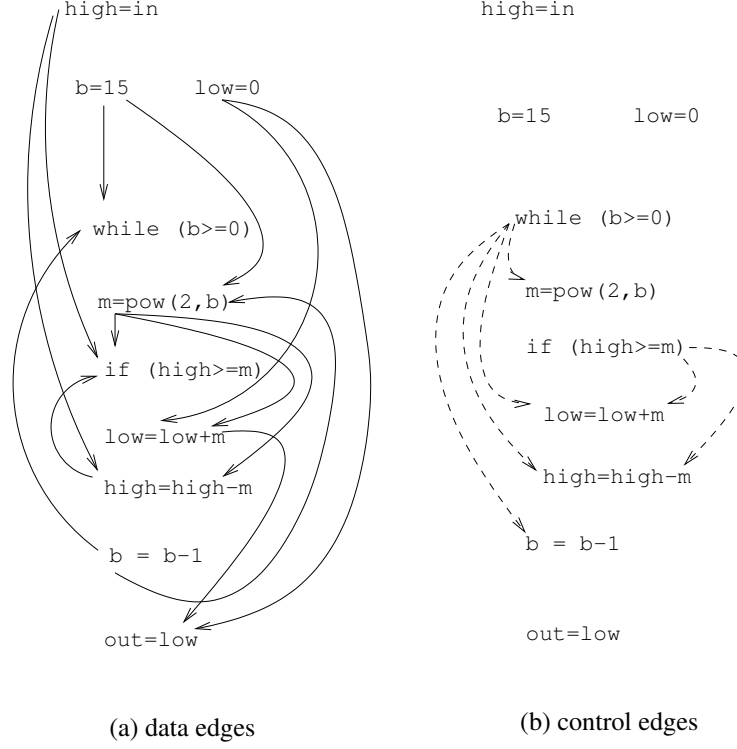 high=in
b=15
low=0
while (b>=0)
m=pow(2,b)
if (high>=m)
low=low+m
high=high-m
b = b-1
out=low
(a) data edges
high=in
b=15
low=0
while (b>=0)
m=pow(2,b)
if (high>=m)
low=low+m
high=high-m
b = b-1
out=low
(b) control edges